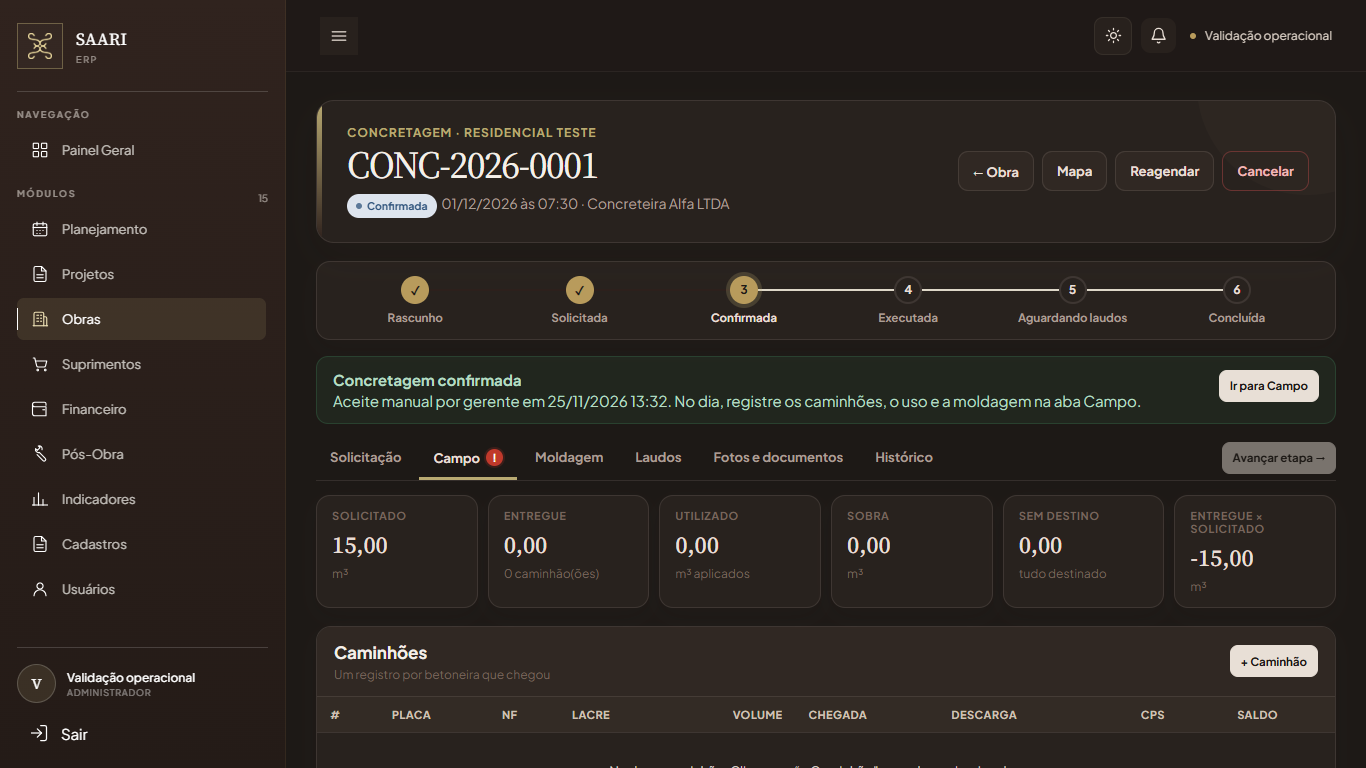 SAARI
ERP
NAVEGAÇÃO
Painel Geral
MÓDULOS
15
Planejamento
Projetos
Obras
Suprimentos
Financeiro
Pós-Obra
Indicadores
Cadastros
Usuários
V
Validação operacional
ADMINISTRADOR
Sair
Validação operacional
CONCRETAGEM · RESIDENCIAL TESTE
CONC-2026-0001
Confirmada 01/12/2026 às 07:30 · Concreteira Alfa LTDA
← Obra
Mapa
Reagendar
Cancelar
✓ ✓ 3 4 5 6
Rascunho Solicitada Confirmada Executada Aguardando laudos Concluída
Concretagem confirmada
Aceite manual por gerente em 25/11/2026 13:32. No dia, registre os caminhões, o uso e a moldagem na aba Campo.
Ir para Campo
Solicitação Campo ! Moldagem Laudos Fotos e documentos Histórico
Avançar etapa →
SOLICITADO
15,00
m³
ENTREGUE
0,00
0 caminhão(ões)
UTILIZADO
0,00
m³ aplicados
SOBRA
0,00
m³
SEM DESTINO
0,00
tudo destinado
ENTREGUE ×
SOLICITADO
-15,00
m³
Caminhões
Um registro por betoneira que chegou
+ Caminhão
# PLACA NF LACRE VOLUME CHEGADA DESCARGA CPS SALDO